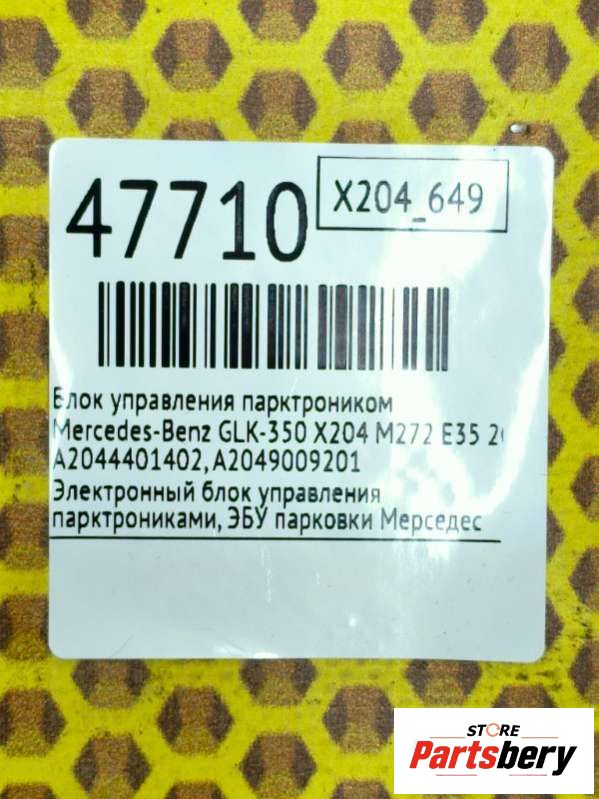 47710
X204_649
Блок управления парктроником
Mercedes-Benz GLK-350 X204 M272 E35
A2044401402, A2049009201
Электронный блок управления
парктрониками, ЭБУ парковки Мерседес
STORE
Partsbery